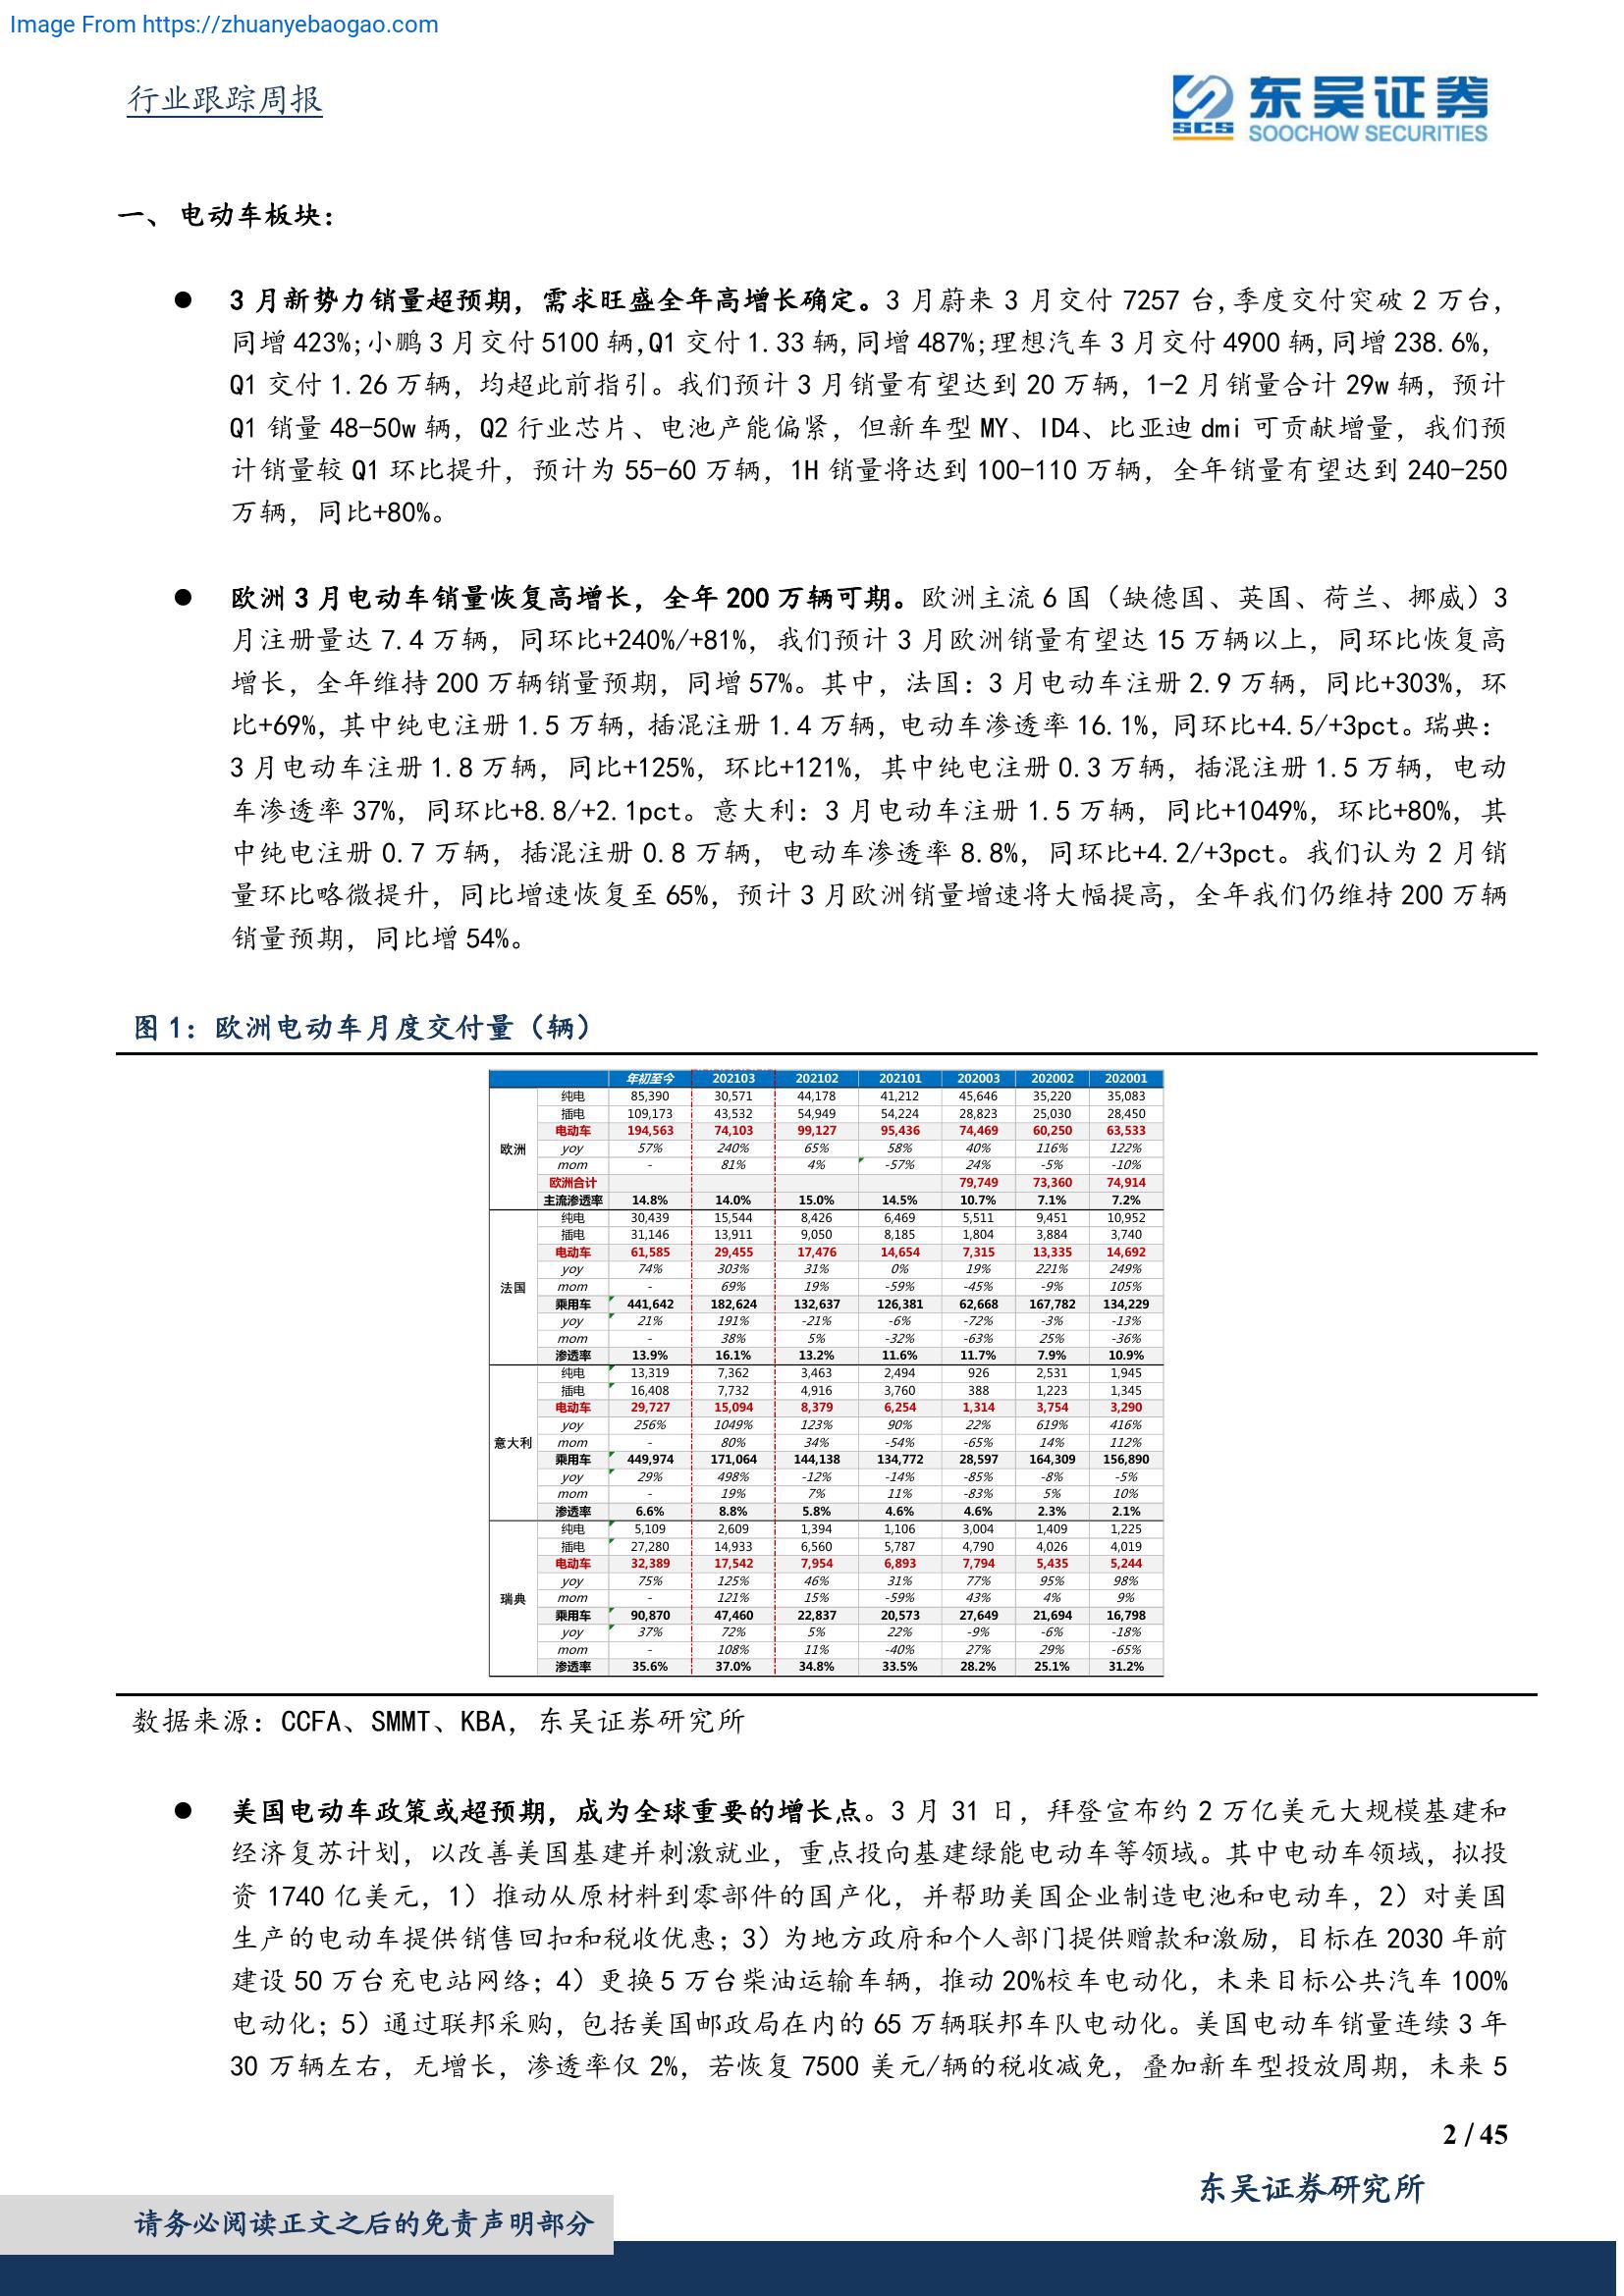 Image From https://zhuanyebaogao.com
行业跟踪周报
东吴证券
SCS
SOOCHOW SECURITIES
一、 电动车板块：
● 3 月新势力销量超预期，需求旺盛全年高增长确定。3 月蔚来 3 月交付 7257 台,季度交付突破 2 万台,
同增 423%;小鹏 3 月交付 5100 辆,Q1 交付 1.33 辆,同增 487%;理想汽车 3 月交付 4900 辆,同增 238.6%,
Q1 交付 1.26 万辆，均超此前指引。我们预计 3 月销量有望达到 20 万辆，1-2 月销量合计 29w 辆，预计
Q1 销量 48-50w 辆，Q2 行业芯片、电池产能偏紧，但新车型 MY、ID4、比亚迪 dmi 可贡献增量，我们预
计销量较 Q1 环比提升，预计为 55-60 万辆，1H 销量将达到 100-110 万辆，全年销量有望达到 240-250
万辆，同比+80%。
● 欧洲 3 月电动车销量恢复高增长，全年 200 万辆可期。欧洲主流 6 国（缺德国、英国、荷兰、挪威）3
月注册量达 7.4 万辆，同环比+240%/+81%，我们预计 3 月欧洲销量有望达 15 万辆以上，同环比恢复高
增长，全年维持 200 万辆销量预期，同增 57%。其中，法国：3 月电动车注册 2.9 万辆，同比+303%，环
比+69%，其中纯电注册 1.5 万辆，插混注册 1.4 万辆，电动车渗透率 16.1%，同环比+4.5/+3pct。瑞典：
3 月电动车注册 1.8 万辆，同比+125%，环比+121%，其中纯电注册 0.3 万辆，插混注册 1.5 万辆，电动
车渗透率 37%，同环比+8.8/+2.1pct。意大利：3 月电动车注册 1.5 万辆，同比+1049%，环比+80%，其
中纯电注册 0.7 万辆，插混注册 0.8 万辆，电动车渗透率 8.8%，同环比+4.2/+3pct。我们认为 2 月销
量环比略微提升，同比增速恢复至 65%，预计 3 月欧洲销量增速将大幅提高，全年我们仍维持 200 万辆
销量预期，同比增 54%。
图 1：欧洲电动车月度交付量（辆）
年初至今 202103 202102 202101 202003 202002 202001
欧洲
纯电 85,390 30,571 44,178 41,212 45,646 35,220 35,083
插电 109,173 43,532 54,949 54,224 28,823 25,030 28,450
电动车 194,563 74,103 99,127 95,436 74,469 60,250 63,533
yoy 57% 240% 65% 58% 40% 116% 122%
mom - 81% 4% -57% 24% -5% -10%
欧洲合计 79,749 73,360 74,914
主流渗透率 14.8% 14.0% 15.0% 14.5% 10.7% 7.1% 7.2%
法国
纯电 30,439 15,544 8,426 6,469 5,511 9,451 10,952
插电 31,146 13,911 9,050 8,185 1,804 3,884 3,740
电动车 61,585 29,455 17,476 14,654 7,315 13,335 14,692
yoy 74% 303% 31% 0% 19% 221% 249%
mom - 69% 19% -59% -45% -9% 105%
乘用车 441,642 182,624 132,637 126,381 62,668 167,782 134,229
yoy 21% 191% -21% -6% -72% -3% -13%
mom - 38% 5% -32% -63% 25% -36%
渗透率 13.9% 16.1% 13.2% 11.6% 11.7% 7.9% 10.9%
意大利
纯电 13,319 7,362 3,463 2,494 926 2,531 1,945
插电 16,408 7,732 4,916 3,760 388 1,223 1,345
电动车 29,727 15,094 8,379 6,254 1,314 3,754 3,290
yoy 256% 1049% 123% 90% 22% 619% 416%
mom - 80% 34% -54% -65% 14% 112%
乘用车 449,974 171,064 144,138 134,772 28,597 164,309 156,890
yoy 29% 498% -12% -14% -85% -8% -5%
mom - 19% 7% 11% -83% 5% 10%
渗透率 6.6% 8.8% 5.8% 4.6% 4.6% 2.3% 2.1%
瑞典
纯电 5,109 2,609 1,394 1,106 3,004 1,409 1,225
插电 27,280 14,933 6,560 5,787 4,790 4,026 4,019
电动车 32,389 17,542 7,954 6,893 7,794 5,435 5,244
yoy 75% 125% 46% 31% 77% 95% 98%
mom - 121% 15% -59% 43% 4% 9%
乘用车 90,870 47,460 22,837 20,573 27,649 21,694 16,798
yoy 37% 72% 5% 22% -9% -6% -18%
mom - 108% 11% -40% 27% 29% -65%
渗透率 35.6% 37.0% 34.8% 33.5% 28.2% 25.1% 31.2%
数据来源：CCFA、SMMT、KBA，东吴证券研究所
● 美国电动车政策或超预期，成为全球重要的增长点。3 月 31 日，拜登宣布约 2 万亿美元大规模基建和
经济复苏计划，以改善美国基建并刺激就业，重点投向基建绿能电动车等领域。其中电动车领域，拟投
资 1740 亿美元，1）推动从原材料到零部件的国产化，并帮助美国企业制造电池和电动车，2）对美国
生产的电动车提供销售回扣和税收优惠；3）为地方政府和个人部门提供赠款和激励，目标在 2030 年前
建设 50 万台充电站网络；4）更换 5 万台柴油运输车辆，推动 20%校车电动化，未来目标公共汽车 100%
电动化；5）通过联邦采购，包括美国邮政局在内的 65 万辆联邦车队电动化。美国电动车销量连续 3 年
30 万辆左右，无增长，渗透率仅 2%，若恢复 7500 美元/辆的税收减免，叠加新车型投放周期，未来 5
2 / 45
东吴证券研究所
请务必阅读正文之后的免责声明部分